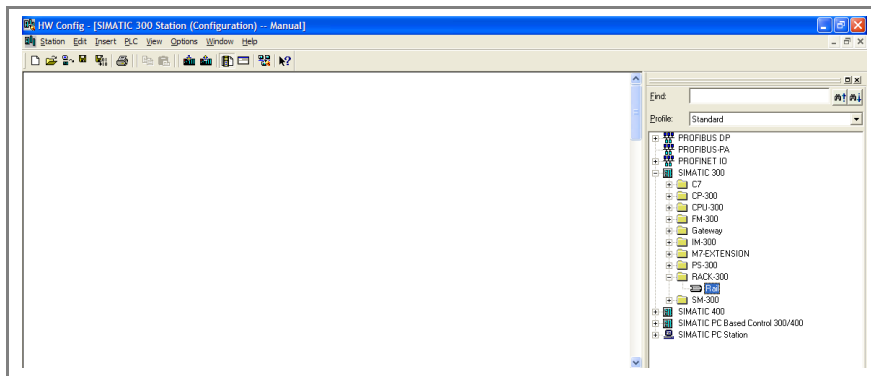 HW Config - [SIMATIC 300 Station (Configuration) -- Manual]
Station Edit Insert PLC View Options Window Help
Find:
Profile: Standard
PROFIBUS DP
PROFIBUS-PA
PROFINET IO
SIMATIC 300
C7
CP-300
CPU-300
FM-300
Gateway
IM-300
M7-EXTENSION
PS-300
RACK-300
Rail
SM-300
SIMATIC 400
SIMATIC PC Based Control 300/400
SIMATIC PC Station